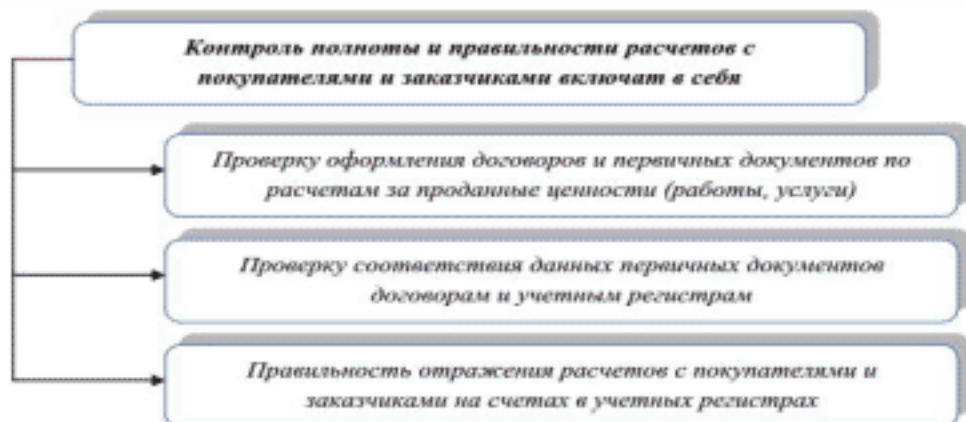 Контроль полноты и правильности расчетов с
покупателями и заказчиками включат в себя
Проверку оформления договоров и первичных документов по
расчетам за проданные ценности (работы, услуги)
Проверку соответствия данных первичных документов
договорам и учетным регистрам
Правильность отражения расчетов с покупателями и
заказчиками на счетах в учетных регистрах